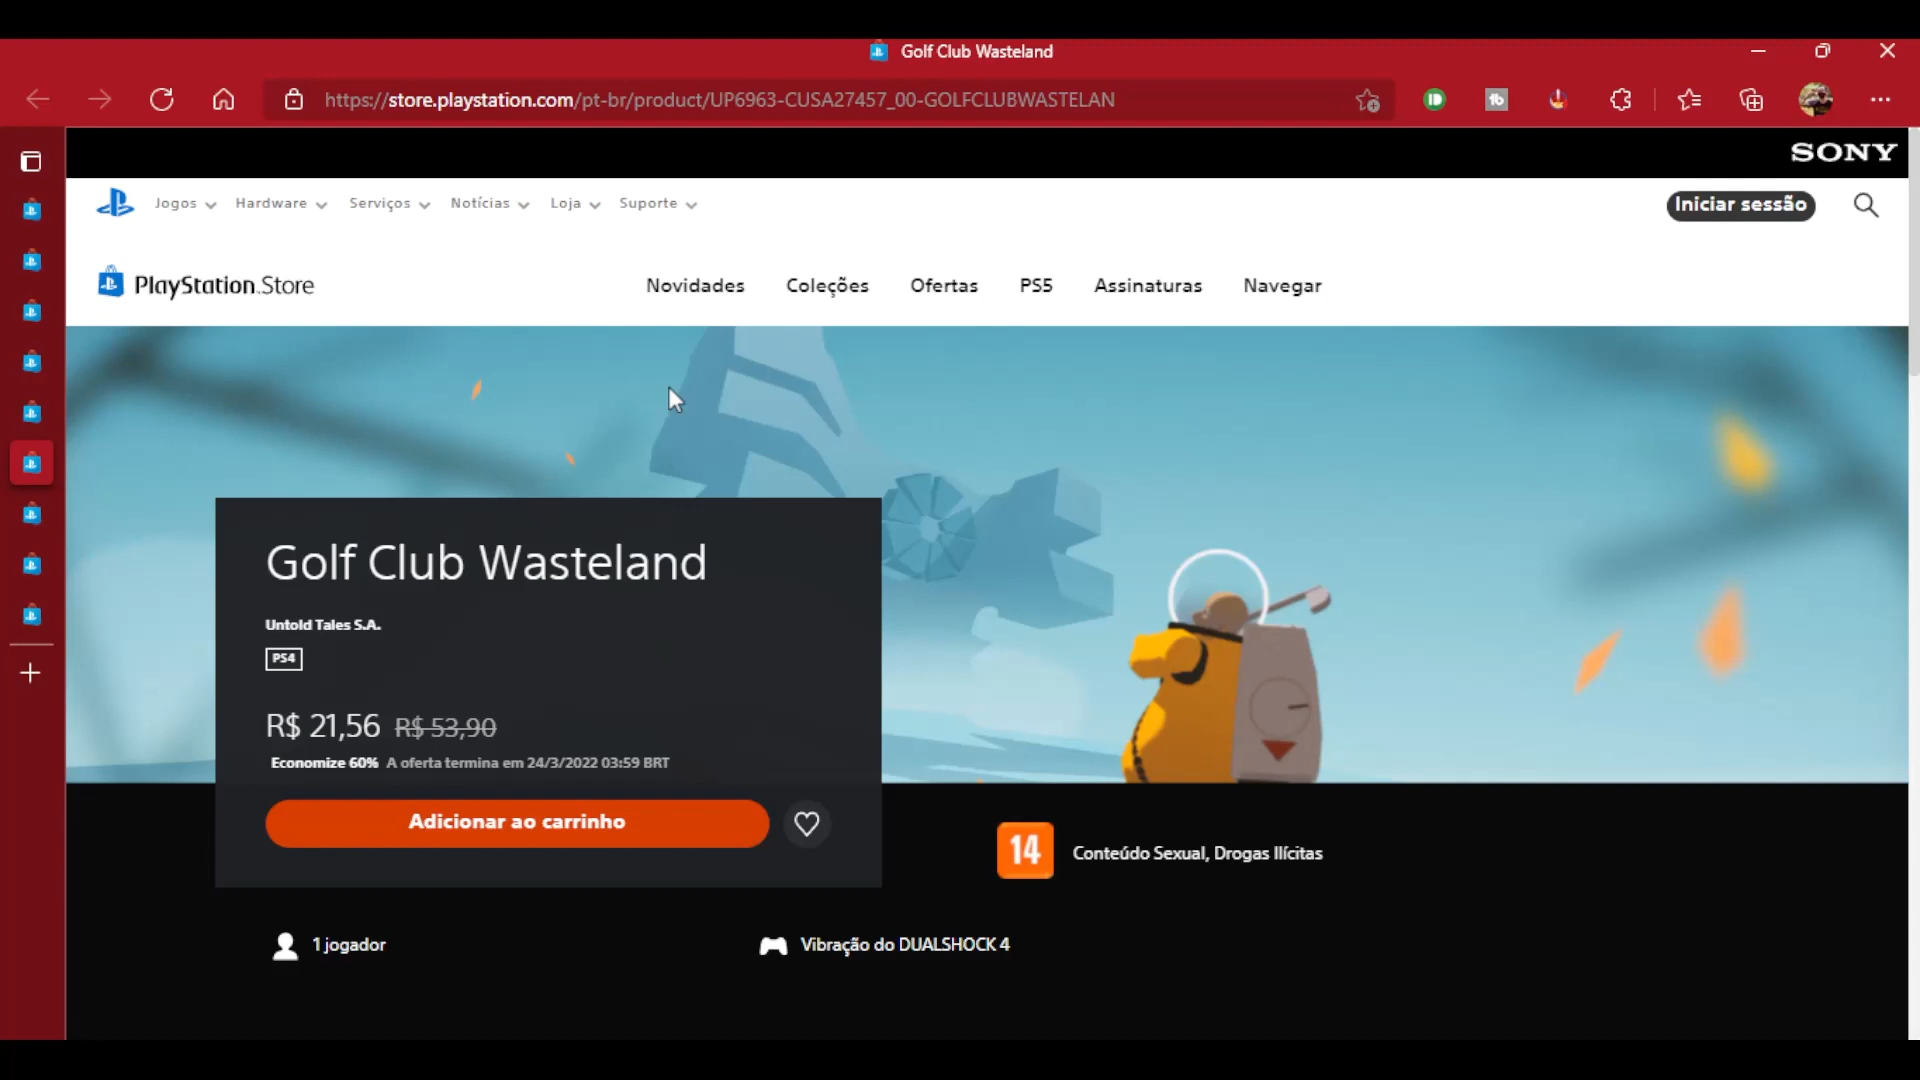 Golf Club Wasteland
https://store.playstation.com/pt-br/product/UP6963-CUSA27457_00-GOLFCLUBWASTELAN
SONY
Jogos Hardware Serviços Notícias Loja Suporte
Iniciar sessão
PlayStation Store
Novidades Coleções Ofertas PS5 Assinaturas Navegar
Golf Club Wasteland
Untold Tales S.A.
PS4
R$ 21,56 R$ 53,90
Economize 60% A oferta termina em 24/3/2022 03:59 BRT
Adicionar ao carrinho
14 Conteúdo Sexual, Drogas Ilícitas
1 jogador
Vibração do DUALSHOCK 4